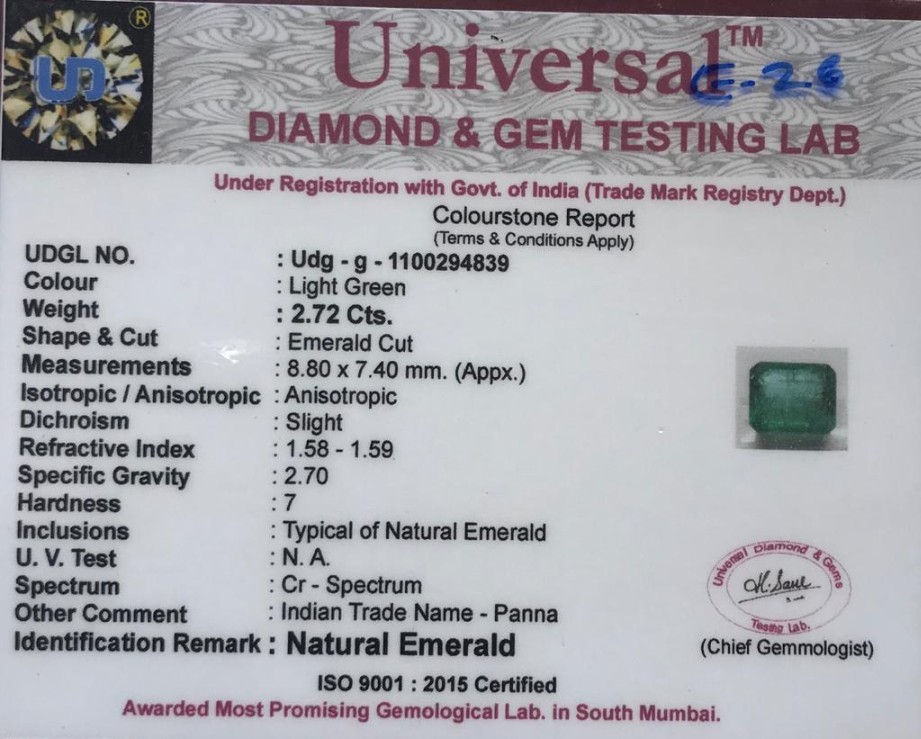 ®
UD
Universal™
E-26
DIAMOND & GEM TESTING LAB
Under Registration with Govt. of India (Trade Mark Registry Dept.)
Colourstone Report
(Terms & Conditions Apply)
UDGL NO. : Udg - g - 1100294839
Colour : Light Green
Weight : 2.72 Cts.
Shape & Cut : Emerald Cut
Measurements : 8.80 x 7.40 mm. (Appx.)
Isotropic / Anisotropic : Anisotropic
Dichroism : Slight
Refractive Index : 1.58 - 1.59
Specific Gravity : 2.70
Hardness : 7
Inclusions : Typical of Natural Emerald
U. V. Test : N. A.
Spectrum : Cr - Spectrum
Other Comment : Indian Trade Name - Panna
Identification Remark : Natural Emerald
Universal Diamond & Gems
Testing Lab.
(Chief Gemmologist)
ISO 9001 : 2015 Certified
Awarded Most Promising Gemological Lab. in South Mumbai.